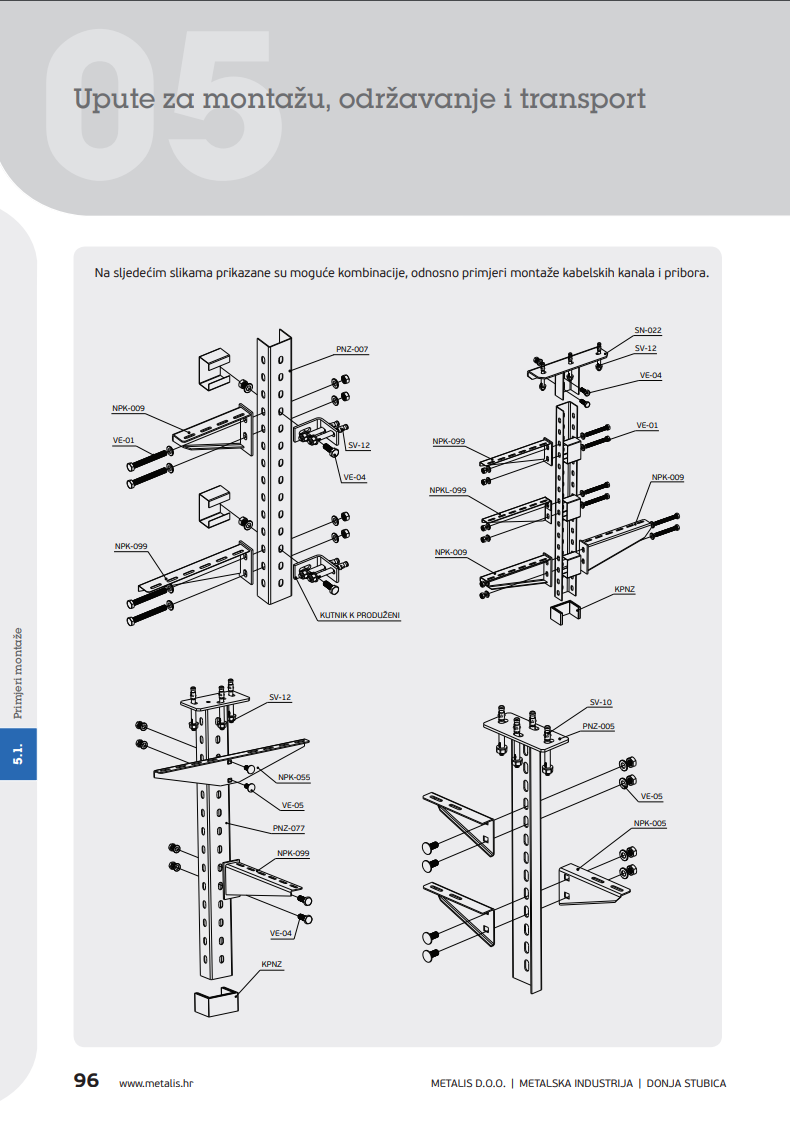 05
Upute za montažu, održavanje i transport
Na sljedećim slikama prikazane su moguće kombinacije, odnosno primjeri montaže kabelskih kanala i pribora.
PNZ-007
NPK-009
VE-01
SV-12
VE-04
NPK-099
KUTNIK K PRODUŽENI
SN-022
SV-12
VE-04
VE-01
NPK-099
NPK-009
NPKL-099
NPK-009
KPNZ
SV-12
NPK-055
VE-05
PNZ-077
NPK-099
VE-04
KPNZ
SV-10
PNZ-005
VE-05
NPK-005
Primjeri montaže
5.1.
96 www.metalis.hr METALIS D.O.O. | METALSKA INDUSTRIJA | DONJA STUBICA